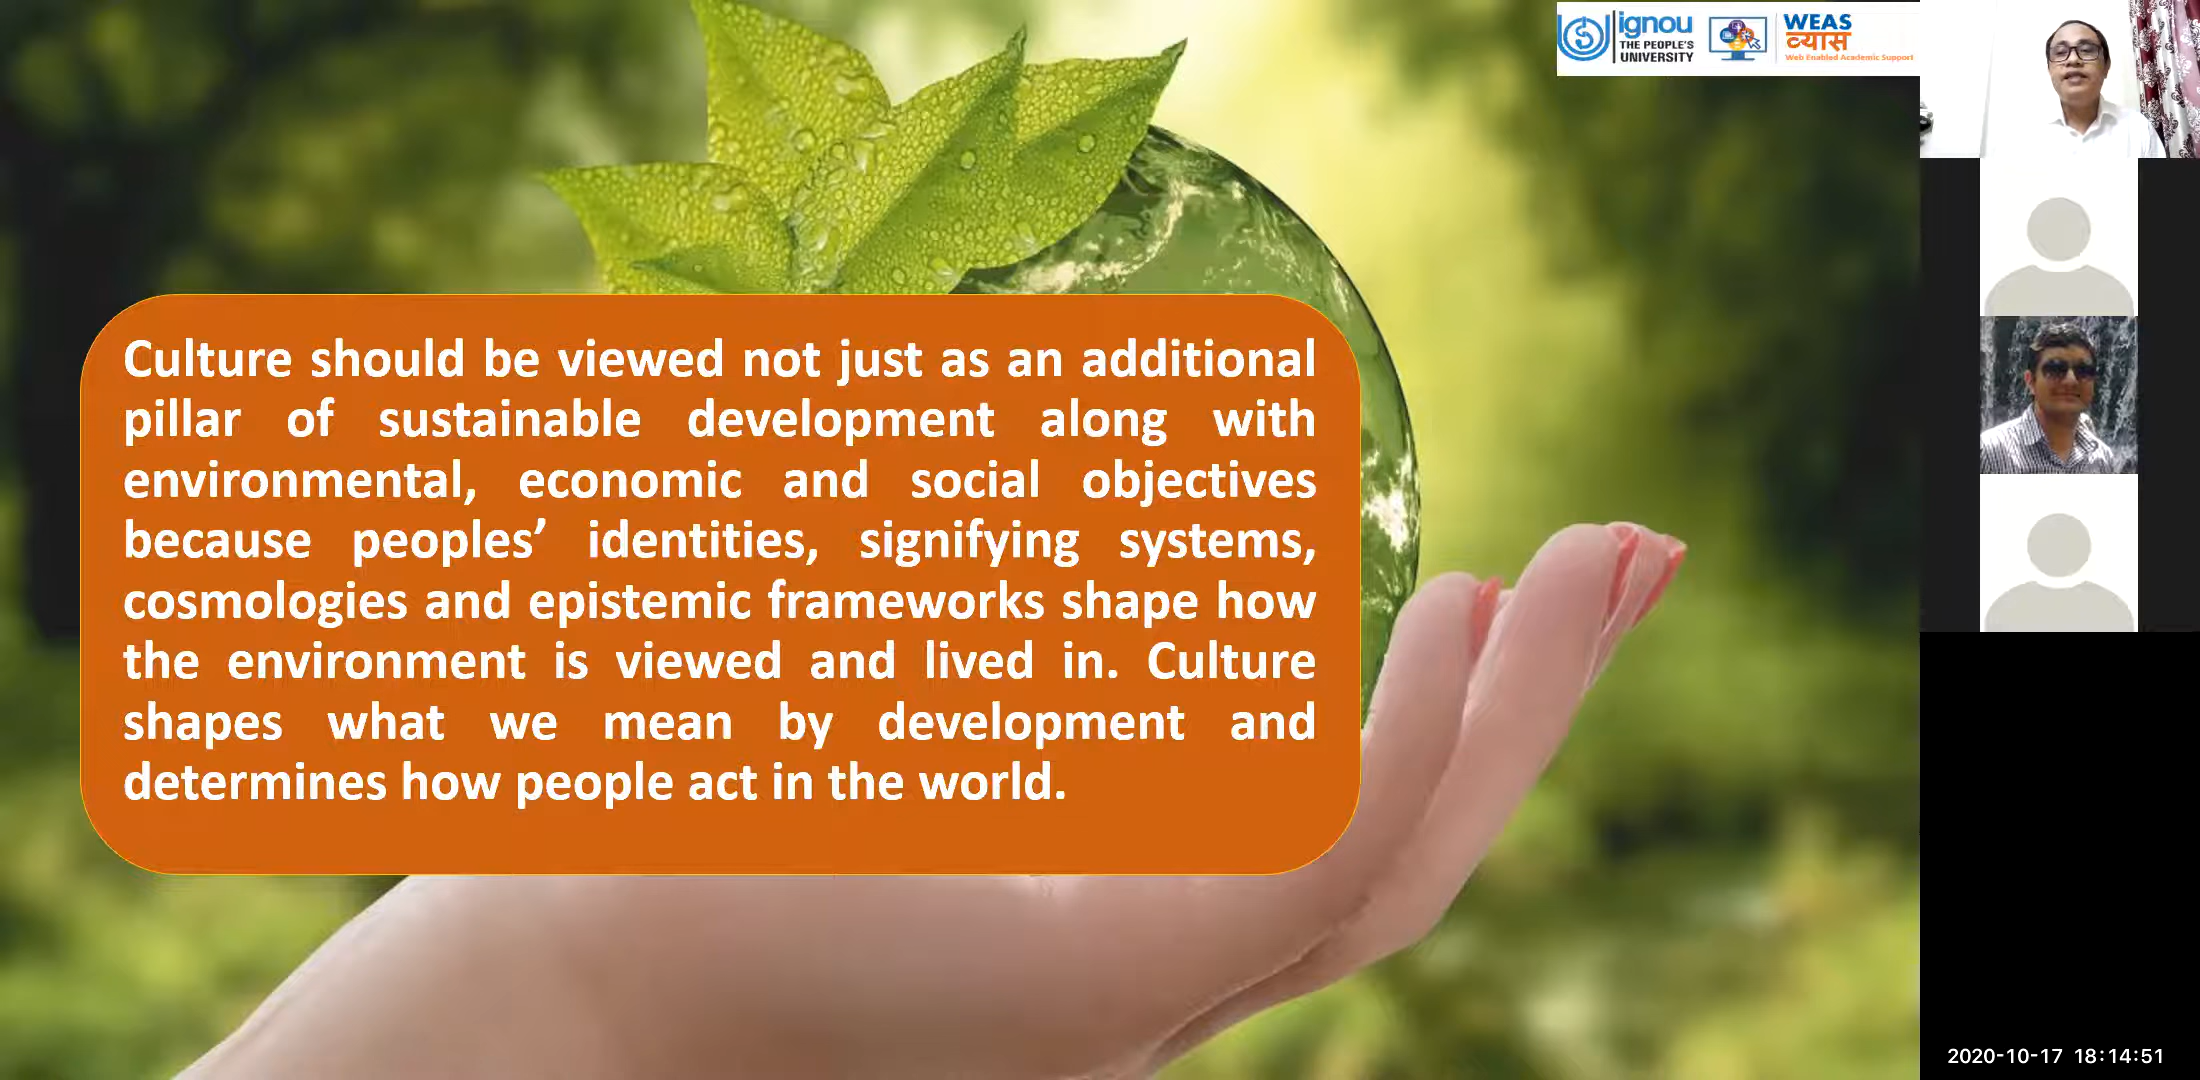 ignou
THE PEOPLE'S
UNIVERSITY
WEAS
व्यास
Web Enabled Academic Support
Culture should be viewed not just as an additional
pillar of sustainable development along with
environmental, economic and social objectives
because peoples’ identities, signifying systems,
cosmologies and epistemic frameworks shape how
the environment is viewed and lived in. Culture
shapes what we mean by development and
determines how people act in the world.
2020-10-17 18:14:51